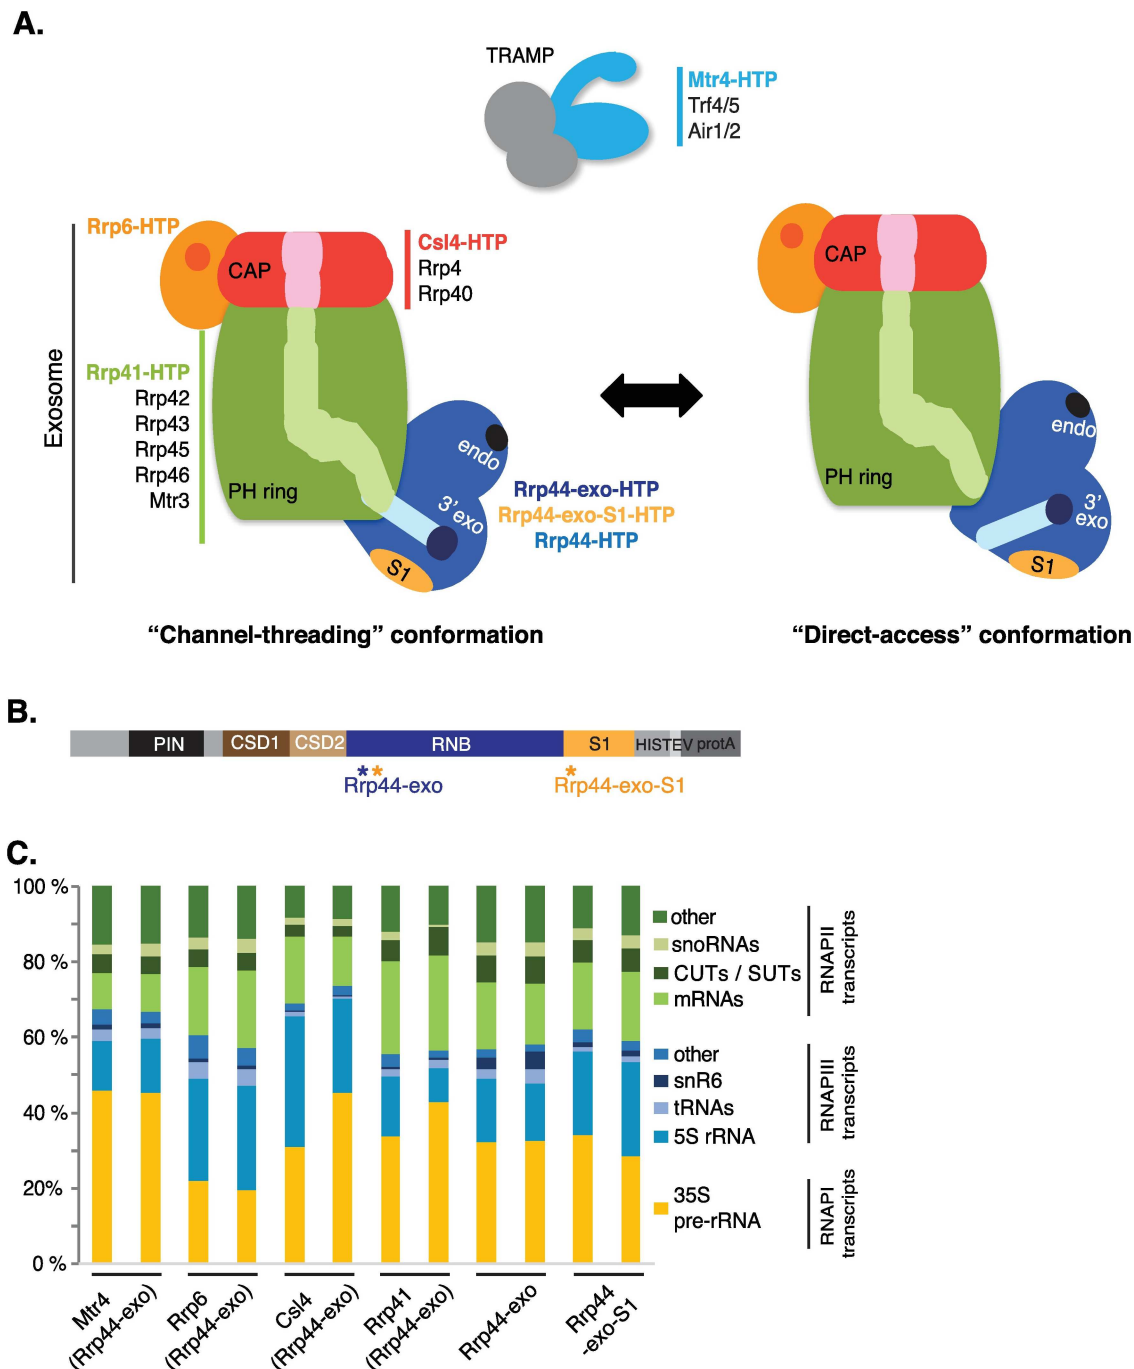 A.
TRAMP
Mtr4-HTP
Trf4/5
Air1/2
Rrp6-HTP
CAP
Csl4-HTP
Rrp4
Rrp40
Exosome
Rrp41-HTP
Rrp42
Rrp43
Rrp45
Rrp46
Mtr3
PH ring
endo
3' exo
S1
Rrp44-exo-HTP
Rrp44-exo-S1-HTP
Rrp44-HTP
CAP
PH ring
endo
3'
exo
S1
“Channel-threading” conformation
“Direct-access” conformation
B.
PIN CSD1 CSD2 RNB S1 HIS TEV protA
* * *
Rrp44-exo Rrp44-exo-S1
C.
100 %
80 %
60 %
40 %
20%
0 %
other
snoRNAs
CUTs / SUTs
mRNAs
RNAPII
transcripts
other
snR6
tRNAs
5S rRNA
RNAPIII
transcripts
35S
pre-rRNA
RNAPI
transcripts
Mtr4
(Rrp44-exo)
Rrp6
(Rrp44-exo)
Csl4
(Rrp44-exo)
Rrp41
(Rrp44-exo)
Rrp44-exo
Rrp44
-exo-S1